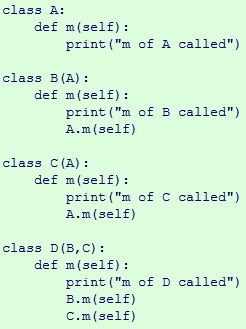 class A:
    def m(self):
        print("m of A called")

class B(A):
    def m(self):
        print("m of B called")
        A.m(self)

class C(A):
    def m(self):
        print("m of C called")
        A.m(self)

class D(B,C):
    def m(self):
        print("m of D called")
        B.m(self)
        C.m(self)